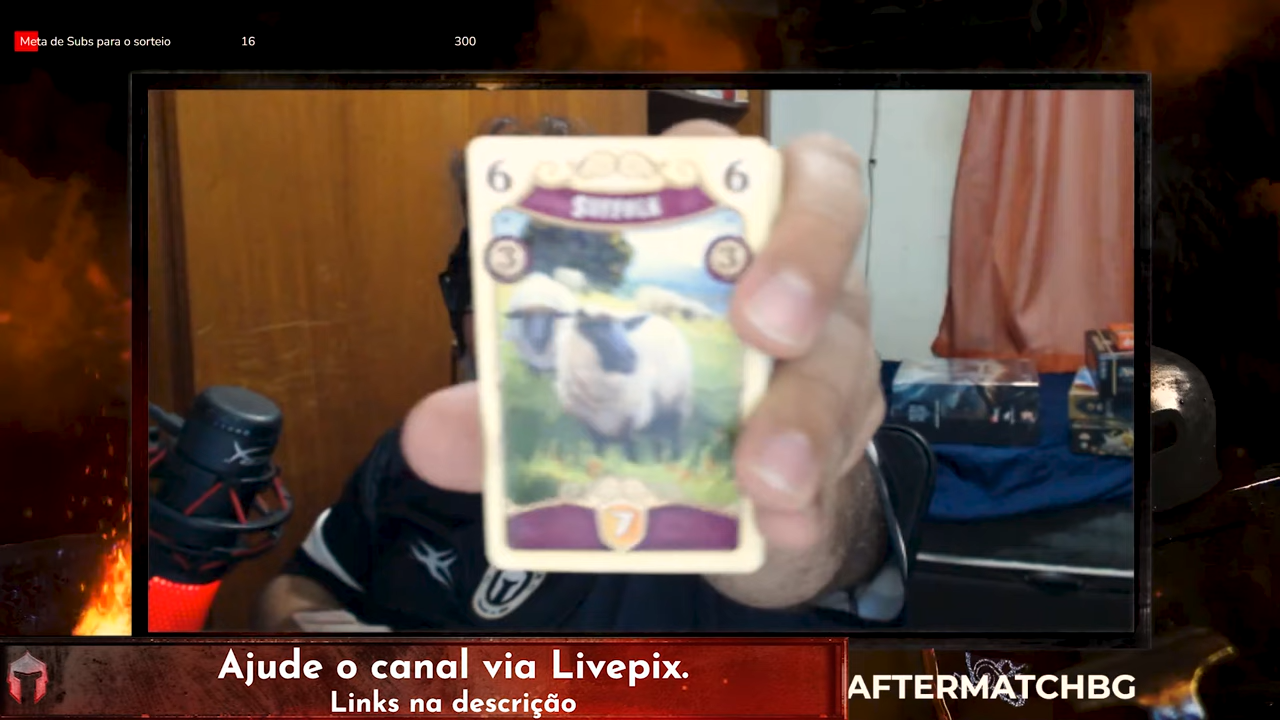 Meta de Subs para o sorteio 16 300
6 6
SUFFOLK
3 3
7
Ajude o canal via Livepix.
Links na descrição
AFTERMATCHBG